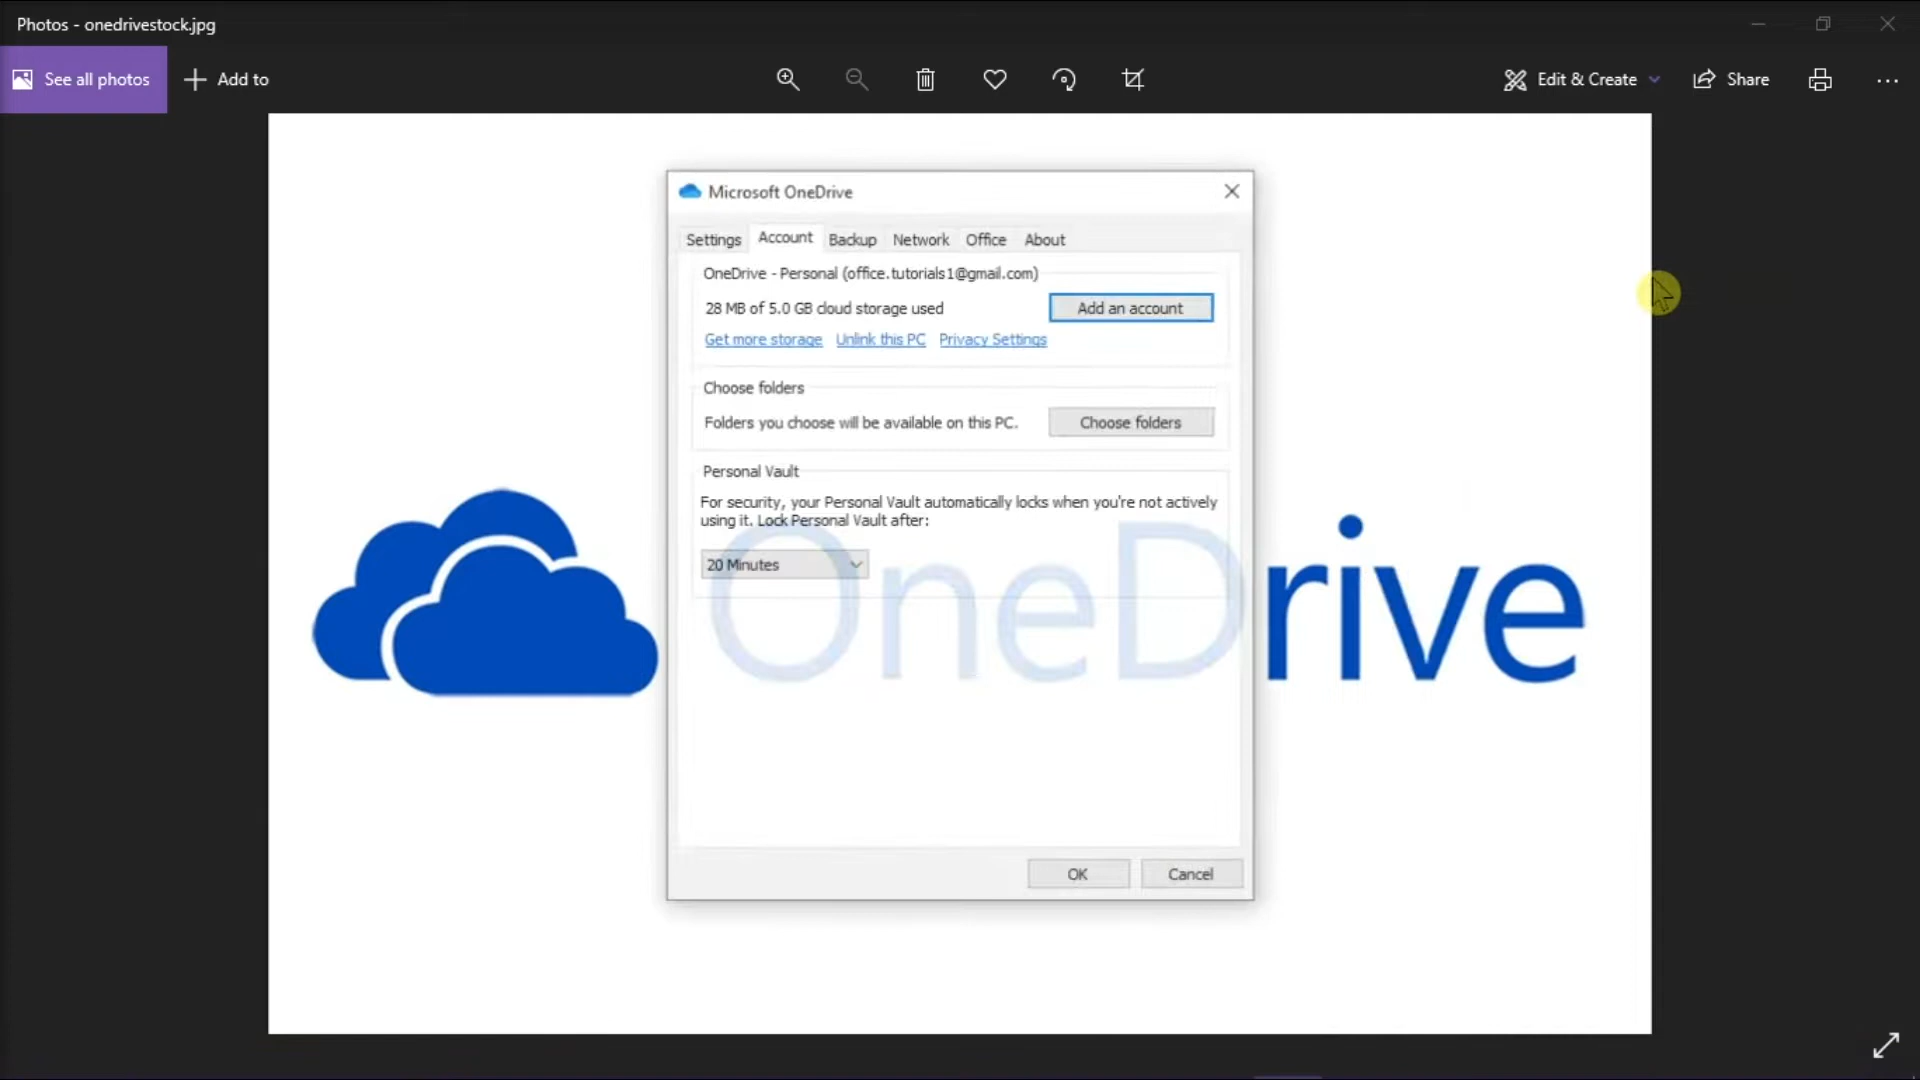 Photos - onedrivestock.jpg
See all photos
Add to
Edit & Create
Share
Microsoft OneDrive
Settings Account Backup Network Office About
OneDrive - Personal (office.tutorials1@gmail.com)
28 MB of 5.0 GB cloud storage used
Add an account
Get more storage Unlink this PC Privacy Settings
Choose folders
Folders you choose will be available on this PC.
Choose folders
Personal Vault
For security, your Personal Vault automatically locks when you're not actively
using it. Lock Personal Vault after:
20 Minutes
OneDrive
OK
Cancel